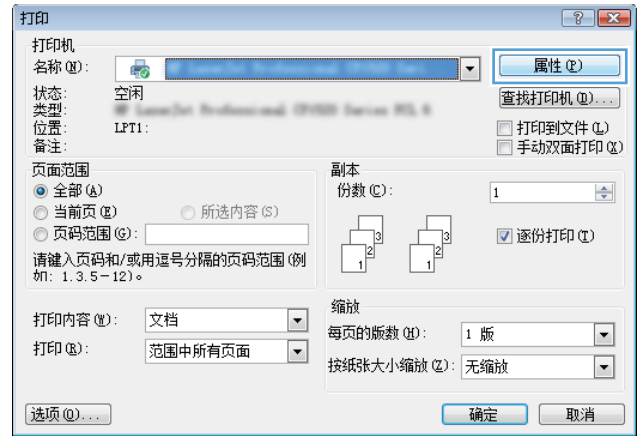 打印
打印机
名称(N):
属性(P)
状态: 空闲
查找打印机(D)...
类型:
位置: LPT1:
打印到文件(L)
备注:
手动双面打印(X)
页面范围
全部(A)
当前页(E) 所选内容(S)
页码范围(G):
请键入页码和/或用逗号分隔的页码范围(例
如: 1.3.5-12)。
副本
份数(C): 1
逐份打印(T)
3
2
1
3
2
1
打印内容(W): 文档
打印(R): 范围中所有页面
缩放
每页的版数(H): 1 版
按纸张大小缩放(Z): 无缩放
选项(O)...
确定 取消